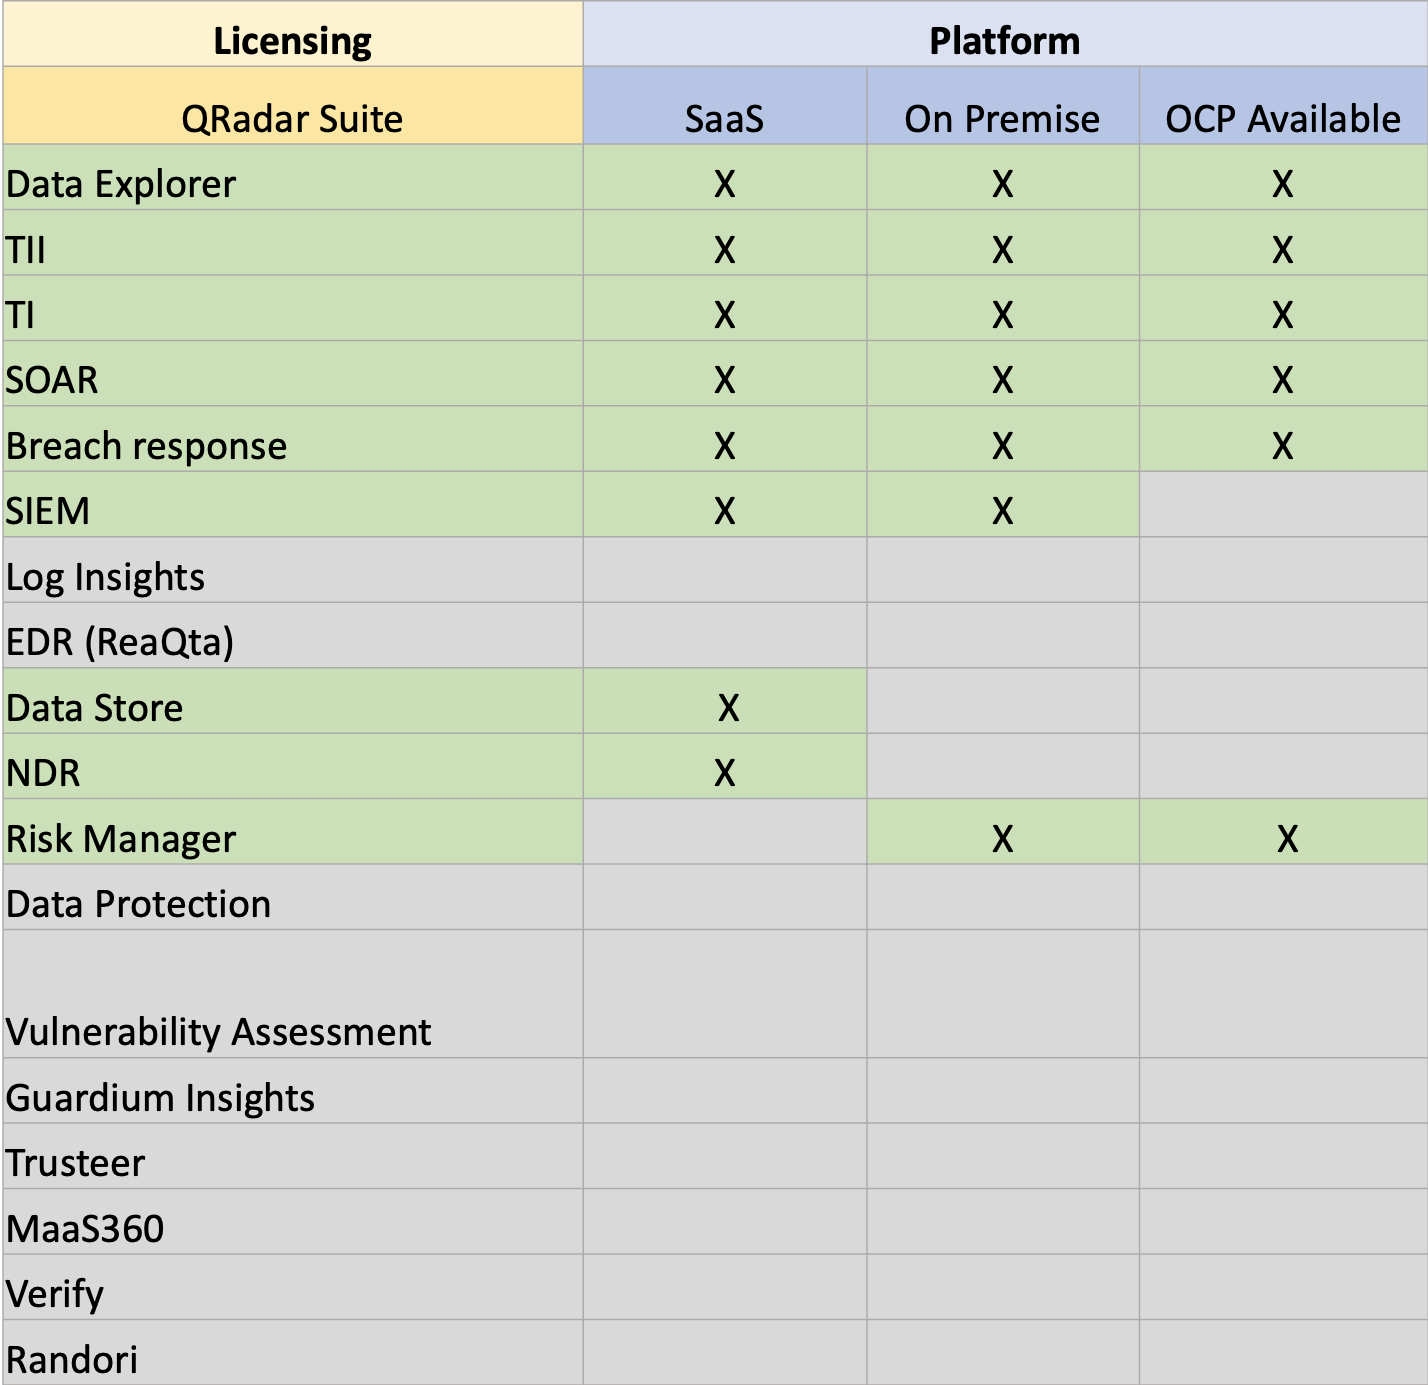 Licensing Platform
QRadar Suite SaaS On Premise OCP Available
Data Explorer X X X
TII X X X
TI X X X
SOAR X X X
Breach response X X X
SIEM X X
Log Insights
EDR (ReaQta)
Data Store X
NDR X
Risk Manager X X
Data Protection
Vulnerability Assessment
Guardium Insights
Trusteer
MaaS360
Verify
Randori